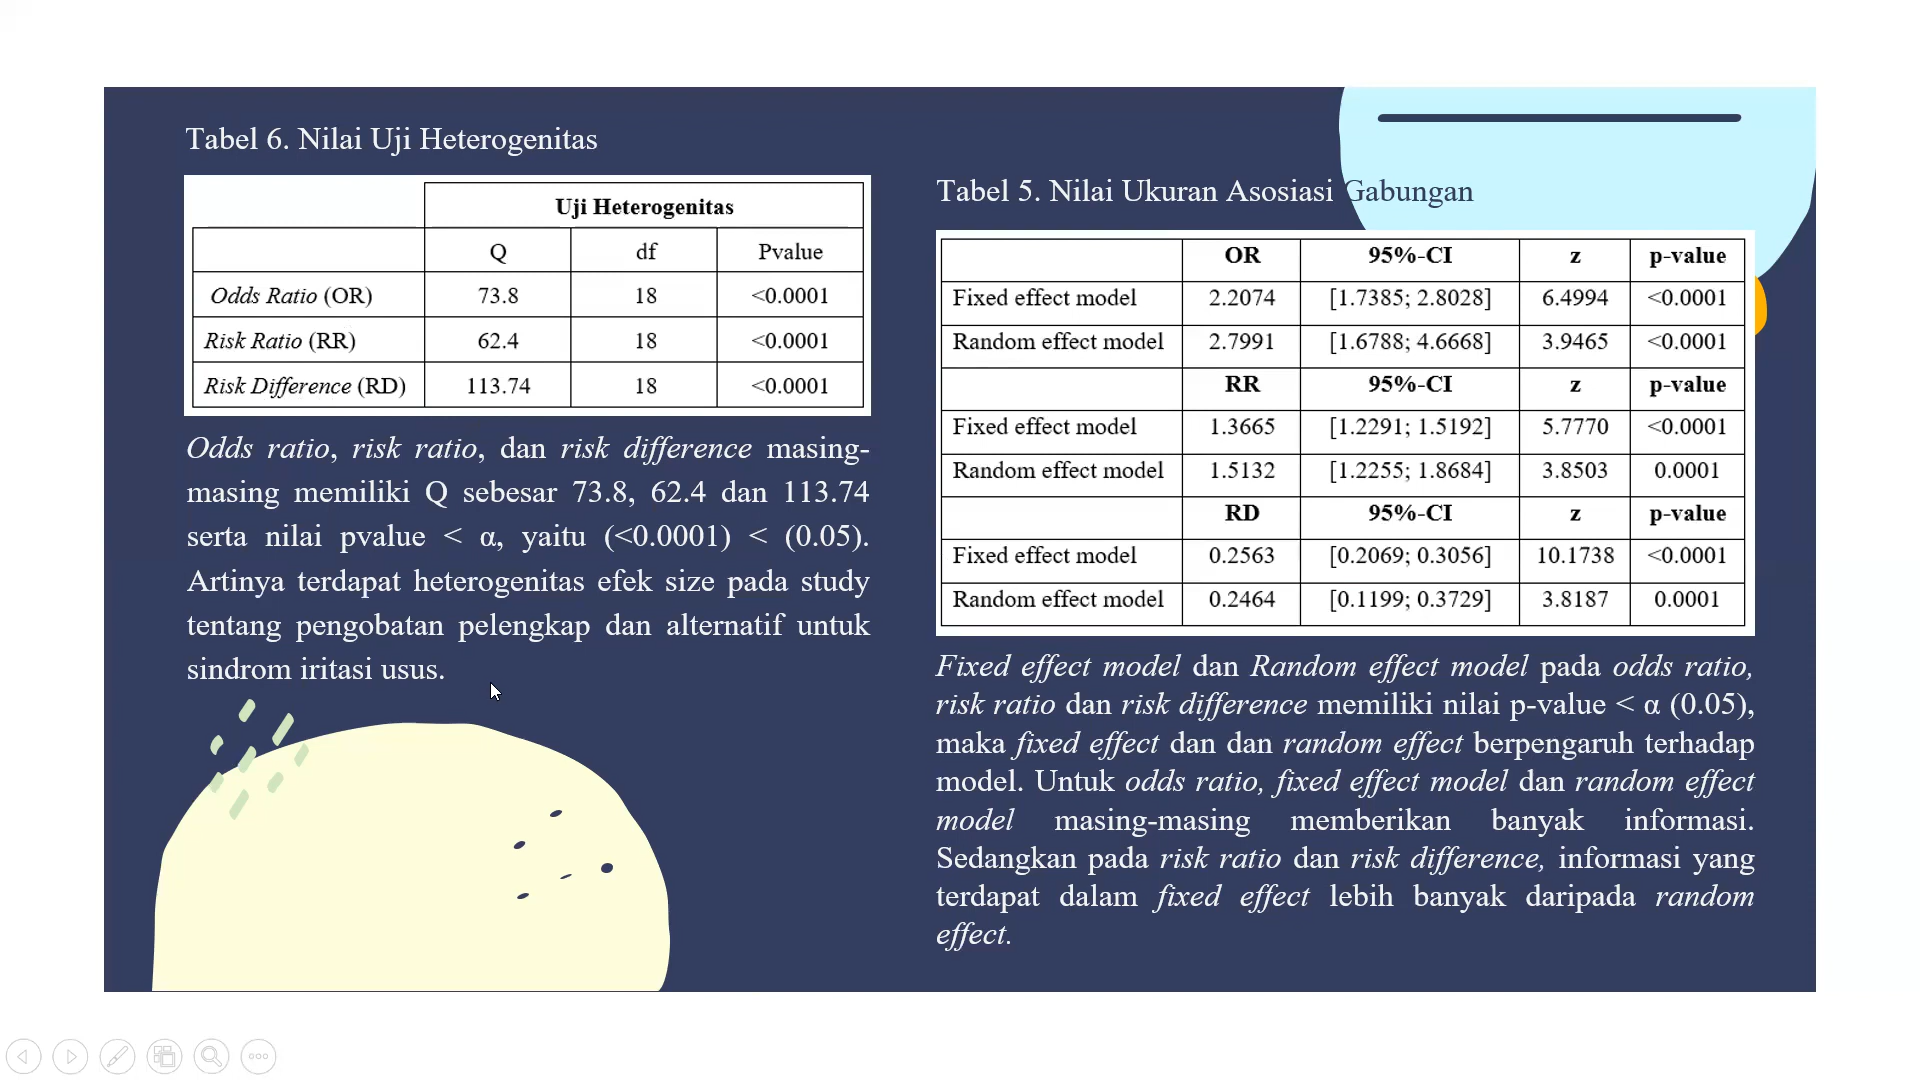 Tabel 6. Nilai Uji Heterogenitas
Uji Heterogenitas
Q df Pvalue
Odds Ratio (OR) 73.8 18 <0.0001
Risk Ratio (RR) 62.4 18 <0.0001
Risk Difference (RD) 113.74 18 <0.0001
Odds ratio, risk ratio, dan risk difference masing-
masing memiliki Q sebesar 73.8, 62.4 dan 113.74
serta nilai pvalue < α, yaitu (<0.0001) < (0.05).
Artinya terdapat heterogenitas efek size pada study
tentang pengobatan pelengkap dan alternatif untuk
sindrom iritasi usus.
Tabel 5. Nilai Ukuran Asosiasi Gabungan
OR 95%-CI z p-value
Fixed effect model 2.2074 [1.7385; 2.8028] 6.4994 <0.0001
Random effect model 2.7991 [1.6788; 4.6668] 3.9465 <0.0001
RR 95%-CI z p-value
Fixed effect model 1.3665 [1.2291; 1.5192] 5.7770 <0.0001
Random effect model 1.5132 [1.2255; 1.8684] 3.8503 0.0001
RD 95%-CI z p-value
Fixed effect model 0.2563 [0.2069; 0.3056] 10.1738 <0.0001
Random effect model 0.2464 [0.1199; 0.3729] 3.8187 0.0001
Fixed effect model dan Random effect model pada odds ratio,
risk ratio dan risk difference memiliki nilai p-value < α (0.05),
maka fixed effect dan dan random effect berpengaruh terhadap
model. Untuk odds ratio, fixed effect model dan random effect
model masing-masing memberikan banyak informasi.
Sedangkan pada risk ratio dan risk difference, informasi yang
terdapat dalam fixed effect lebih banyak daripada random
effect.